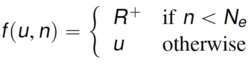 f(u, n) = { R⁺ if n < Nₑ
u otherwise